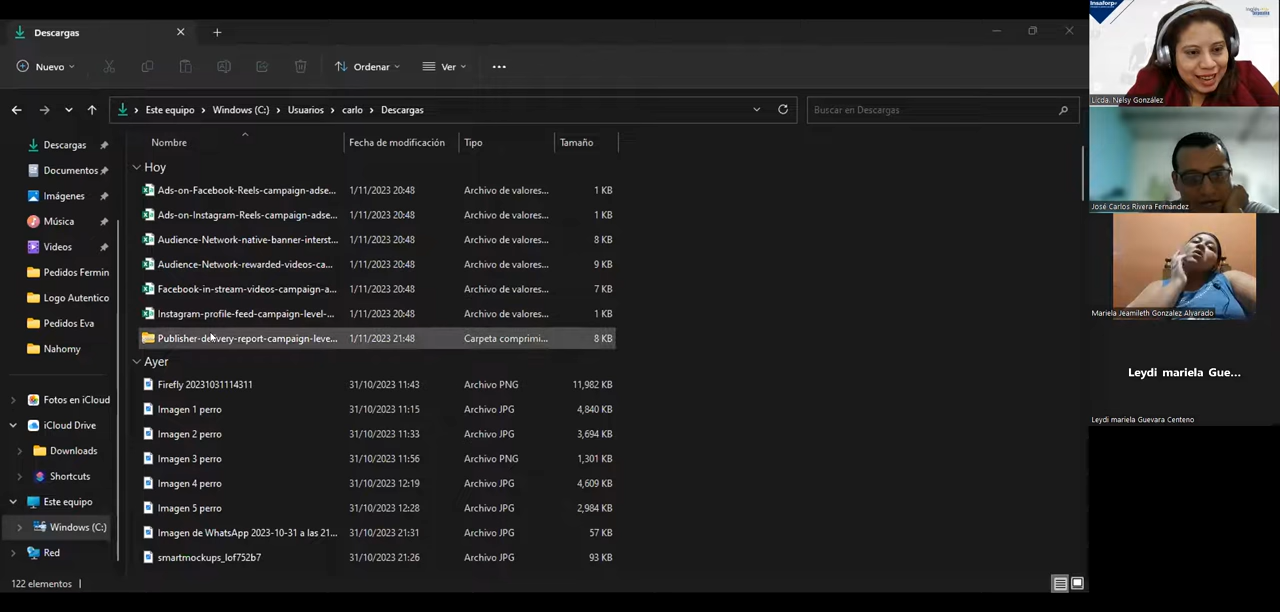 Descargas
Nuevo
Ordenar
Ver
Este equipo
Windows (C:)
Usuarios
carlo
Descargas
Buscar en Descargas
Descargas
Documentos
Imágenes
Música
Videos
Pedidos Fermin
Logo Autentico
Pedidos Eva
Nahomy
Fotos en iCloud
iCloud Drive
Downloads
Shortcuts
Este equipo
Windows (C:)
Red
Nombre Fecha de modificación Tipo Tamaño
Hoy
Ads-on-Facebook-Reels-campaign-adse... 1/11/2023 20:48 Archivo de valores... 1 KB
Ads-on-Instagram-Reels-campaign-adse... 1/11/2023 20:48 Archivo de valores... 1 KB
Audience-Network-native-banner-interst... 1/11/2023 20:48 Archivo de valores... 8 KB
Audience-Network-rewarded-videos-ca... 1/11/2023 20:48 Archivo de valores... 9 KB
Facebook-in-stream-videos-campaign-a... 1/11/2023 20:48 Archivo de valores... 7 KB
Instagram-profile-feed-campaign-level-... 1/11/2023 20:48 Archivo de valores... 1 KB
Publisher-delivery-report-campaign-leve... 1/11/2023 21:48 Carpeta comprimi... 8 KB
Ayer
Firefly 20231031114311 31/10/2023 11:43 Archivo PNG 11,982 KB
Imagen 1 perro 31/10/2023 11:15 Archivo JPG 4,840 KB
Imagen 2 perro 31/10/2023 11:33 Archivo JPG 3,694 KB
Imagen 3 perro 31/10/2023 11:56 Archivo PNG 1,301 KB
Imagen 4 perro 31/10/2023 12:19 Archivo JPG 4,609 KB
Imagen 5 perro 31/10/2023 12:28 Archivo JPG 2,984 KB
Imagen de WhatsApp 2023-10-31 a las 21... 31/10/2023 21:31 Archivo JPG 57 KB
smartmockups_lof752b7 31/10/2023 21:26 Archivo JPG 93 KB
122 elementos
Insaforp
Licda. Nelsy González
José Carlos Rivera Fernández
Mariela Jeamileth Gonzalez Alvarado
Leydi mariela Gue...
Leydi mariela Guevara Centeno